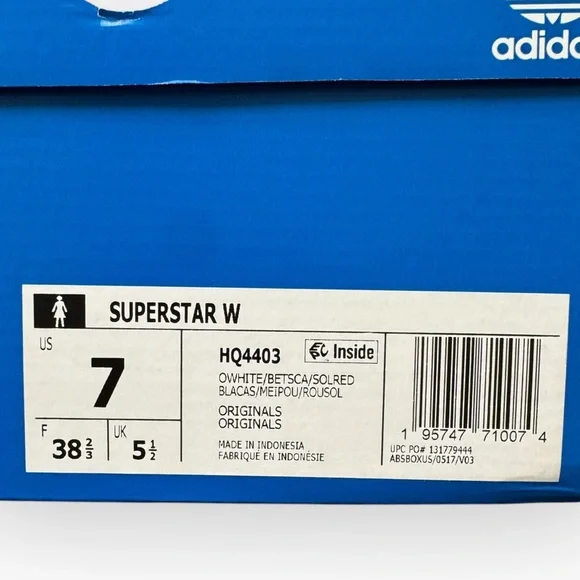 adidas
SUPERSTAR W
US
7
F
38 2/3
UK
5 1/2
HQ4403
Inside
OWHITE/BETSCA/SOLRED
BLACAS/MEIPOU/ROUSOL
ORIGINALS
ORIGINALS
MADE IN INDONESIA
FABRIQUÉ EN INDONÉSIE
1 95747 71007 4
UPC PO# 131779444
ABSBOXUS/0517/V03